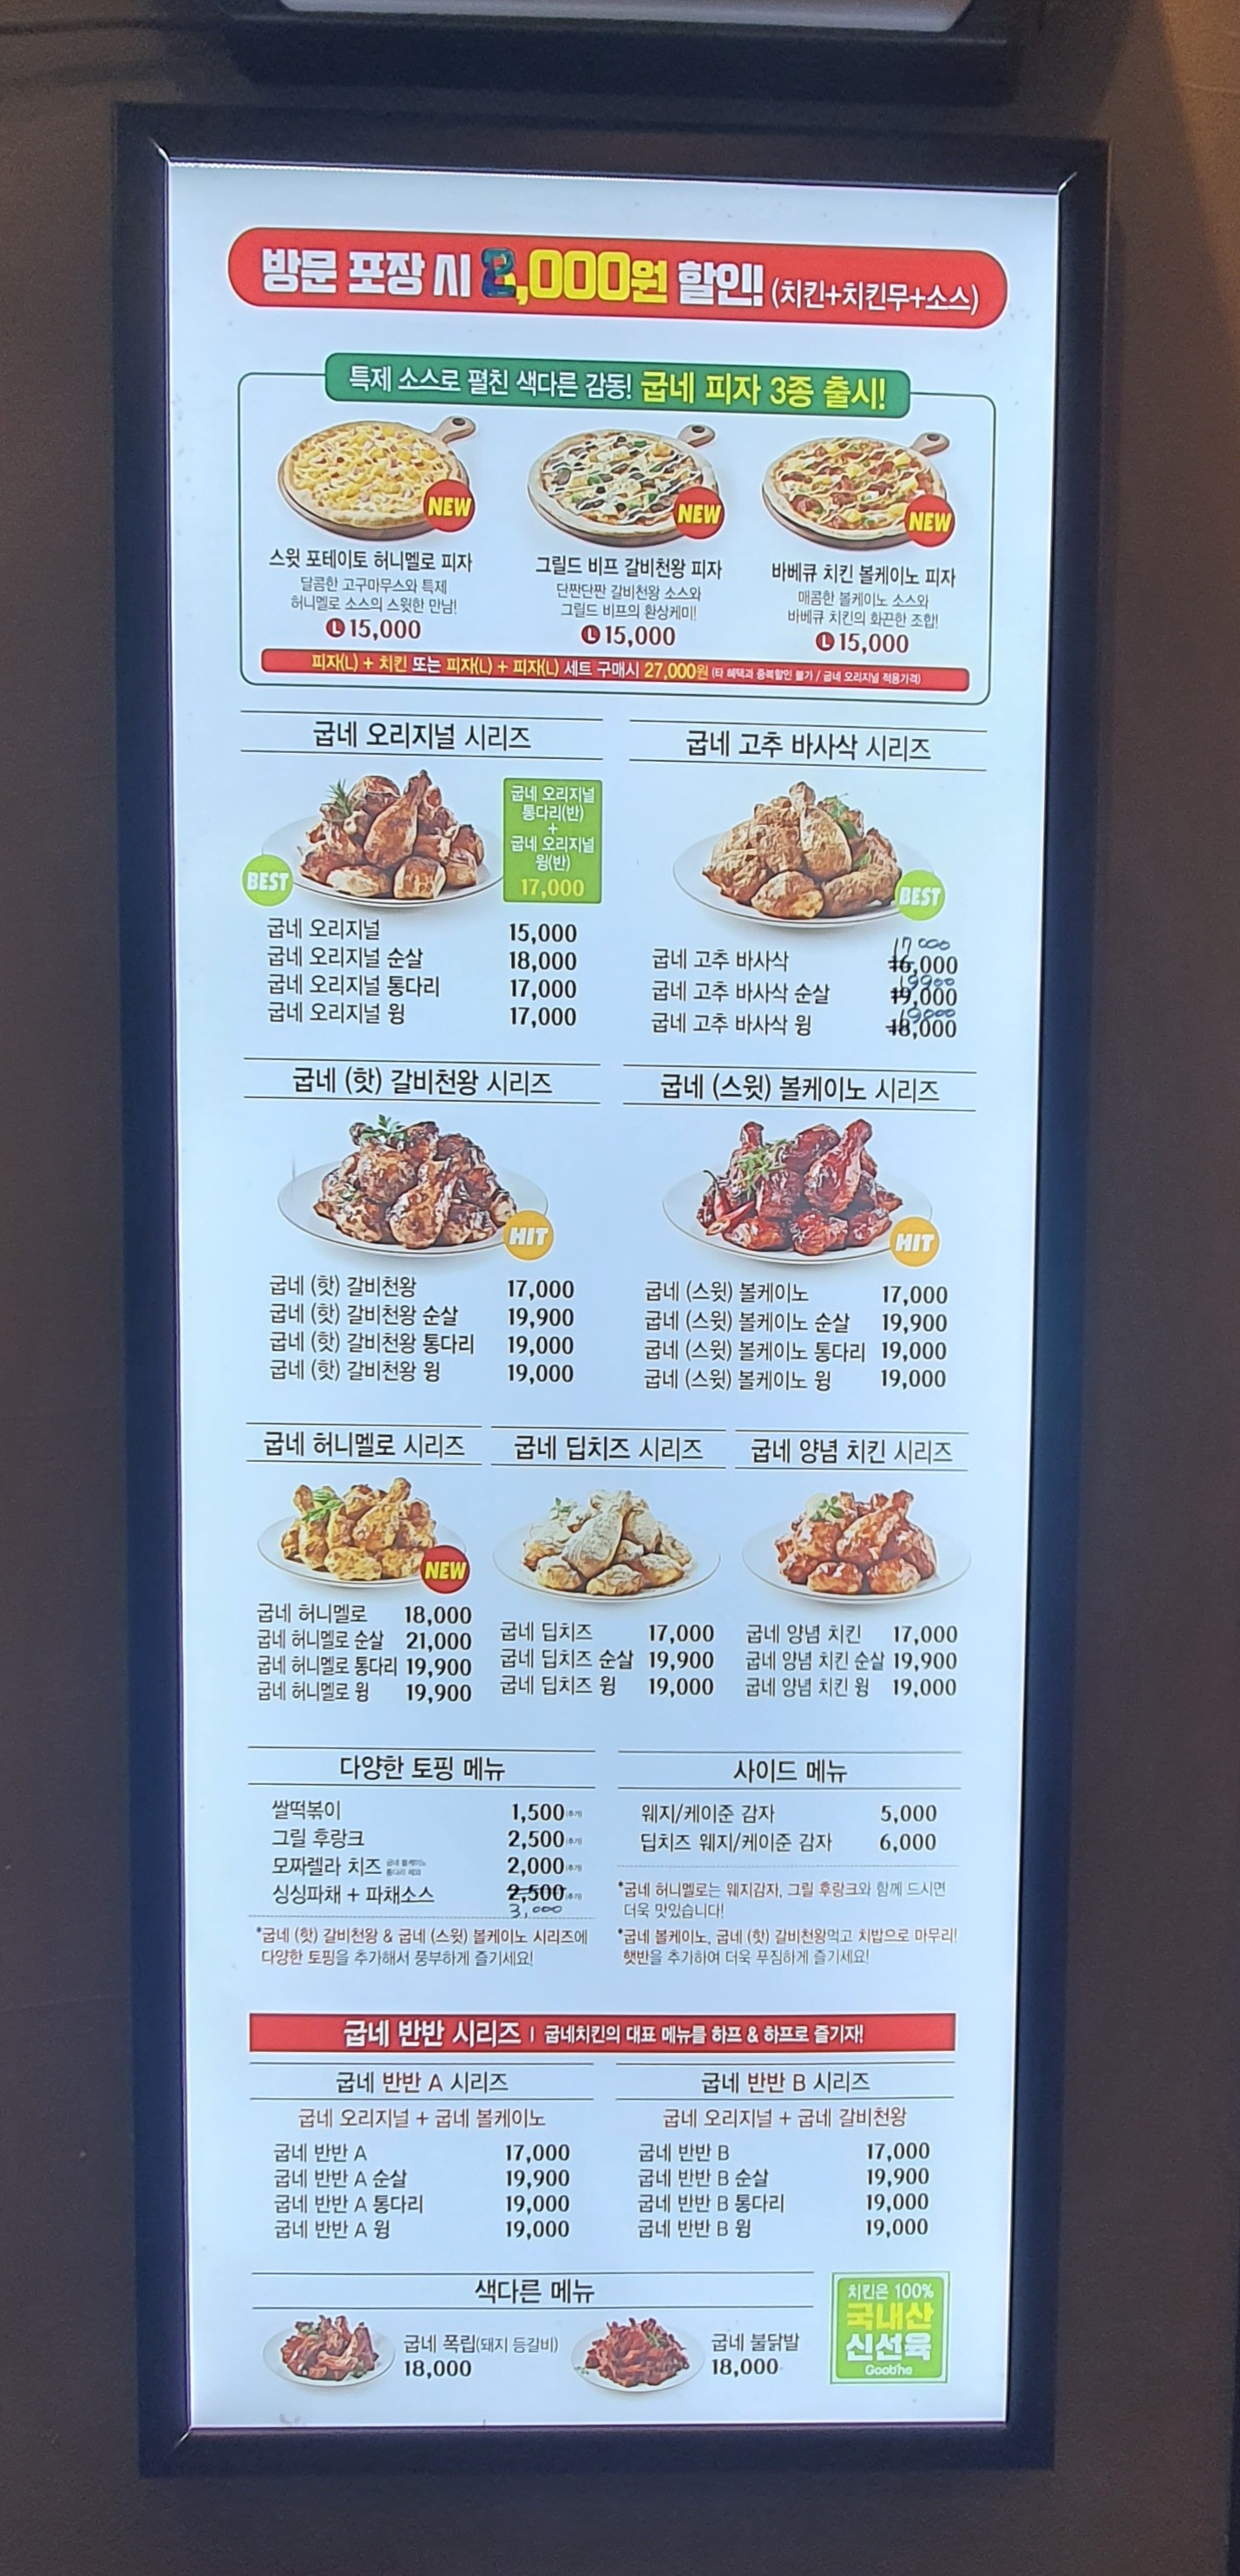 방문 포장 시 2,000원 할인! (치킨+치킨무+소스)
특제 소스로 펼친 색다른 감동! 굽네 피자 3종 출시!
NEW NEW NEW
스윗 포테이토 허니멜로 피자
달콤한 고구마무스와 특제
허니멜로 소스의 스윗한 만남!
L 15,000
그릴드 비프 갈비천왕 피자
단짠단짠 갈비천왕 소스와
그릴드 비프의 환상케미!
L 15,000
바베큐 치킨 볼케이노 피자
매콤한 볼케이노 소스와
바베큐 치킨의 화끈한 조합!
L 15,000
피자(L) + 치킨 또는 피자(L) + 피자(L) 세트 구매시 27,000원 (타 혜택과 중복할인 불가 / 굽네 오리지널 적용가격)
굽네 오리지널 시리즈
BEST
굽네 오리지널
통다리(반)
+
굽네 오리지널
윙(반)
17,000
굽네 오리지널 15,000
굽네 오리지널 순살 18,000
굽네 오리지널 통다리 17,000
굽네 오리지널 윙 17,000
굽네 고추 바사삭 시리즈
BEST
17000
굽네 고추 바사삭 16,000
19900
굽네 고추 바사삭 순살 19,000
19000
굽네 고추 바사삭 윙 18,000
굽네 (핫) 갈비천왕 시리즈
HIT
굽네 (핫) 갈비천왕 17,000
굽네 (핫) 갈비천왕 순살 19,900
굽네 (핫) 갈비천왕 통다리 19,000
굽네 (핫) 갈비천왕 윙 19,000
굽네 (스윗) 볼케이노 시리즈
HIT
굽네 (스윗) 볼케이노 17,000
굽네 (스윗) 볼케이노 순살 19,900
굽네 (스윗) 볼케이노 통다리 19,000
굽네 (스윗) 볼케이노 윙 19,000
굽네 허니멜로 시리즈
NEW
굽네 허니멜로 18,000
굽네 허니멜로 순살 21,000
굽네 허니멜로 통다리 19,900
굽네 허니멜로 윙 19,900
굽네 딥치즈 시리즈
굽네 딥치즈 17,000
굽네 딥치즈 순살 19,900
굽네 딥치즈 윙 19,000
굽네 양념 치킨 시리즈
굽네 양념 치킨 17,000
굽네 양념 치킨 순살 19,900
굽네 양념 치킨 윙 19,000
다양한 토핑 메뉴
쌀떡볶이 1,500(추가)
그릴 후랑크 2,500(추가)
모짜렐라 치즈 2,000(추가)
싱싱파채 + 파채소스 2,500(추가)
3,000
*굽네 (핫) 갈비천왕 & 굽네 (스윗) 볼케이노 시리즈에
다양한 토핑을 추가해서 풍부하게 즐기세요!
사이드 메뉴
웨지/케이준 감자 5,000
딥치즈 웨지/케이준 감자 6,000
*굽네 허니멜로는 웨지감자, 그릴 후랑크와 함께 드시면
더욱 맛있습니다!
*굽네 볼케이노, 굽네 (핫) 갈비천왕먹고 치밥으로 마무리!
햇반을 추가하여 더욱 푸짐하게 즐기세요!
굽네 반반 시리즈 | 굽네치킨의 대표 메뉴를 하프 & 하프로 즐기자!
굽네 반반 A 시리즈
굽네 오리지널 + 굽네 볼케이노
굽네 반반 A 17,000
굽네 반반 A 순살 19,900
굽네 반반 A 통다리 19,000
굽네 반반 A 윙 19,000
굽네 반반 B 시리즈
굽네 오리지널 + 굽네 갈비천왕
굽네 반반 B 17,000
굽네 반반 B 순살 19,900
굽네 반반 B 통다리 19,000
굽네 반반 B 윙 19,000
색다른 메뉴
굽네 폭립(돼지 등갈비)
18,000
굽네 불닭발
18,000
치킨은 100%
국내산
신선육
Goobne